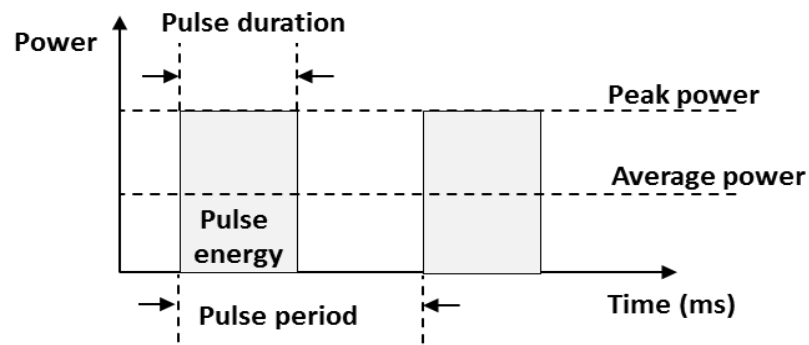 Pulse duration
Power
Peak power
Average power
Pulse
energy
Time (ms)
Pulse period